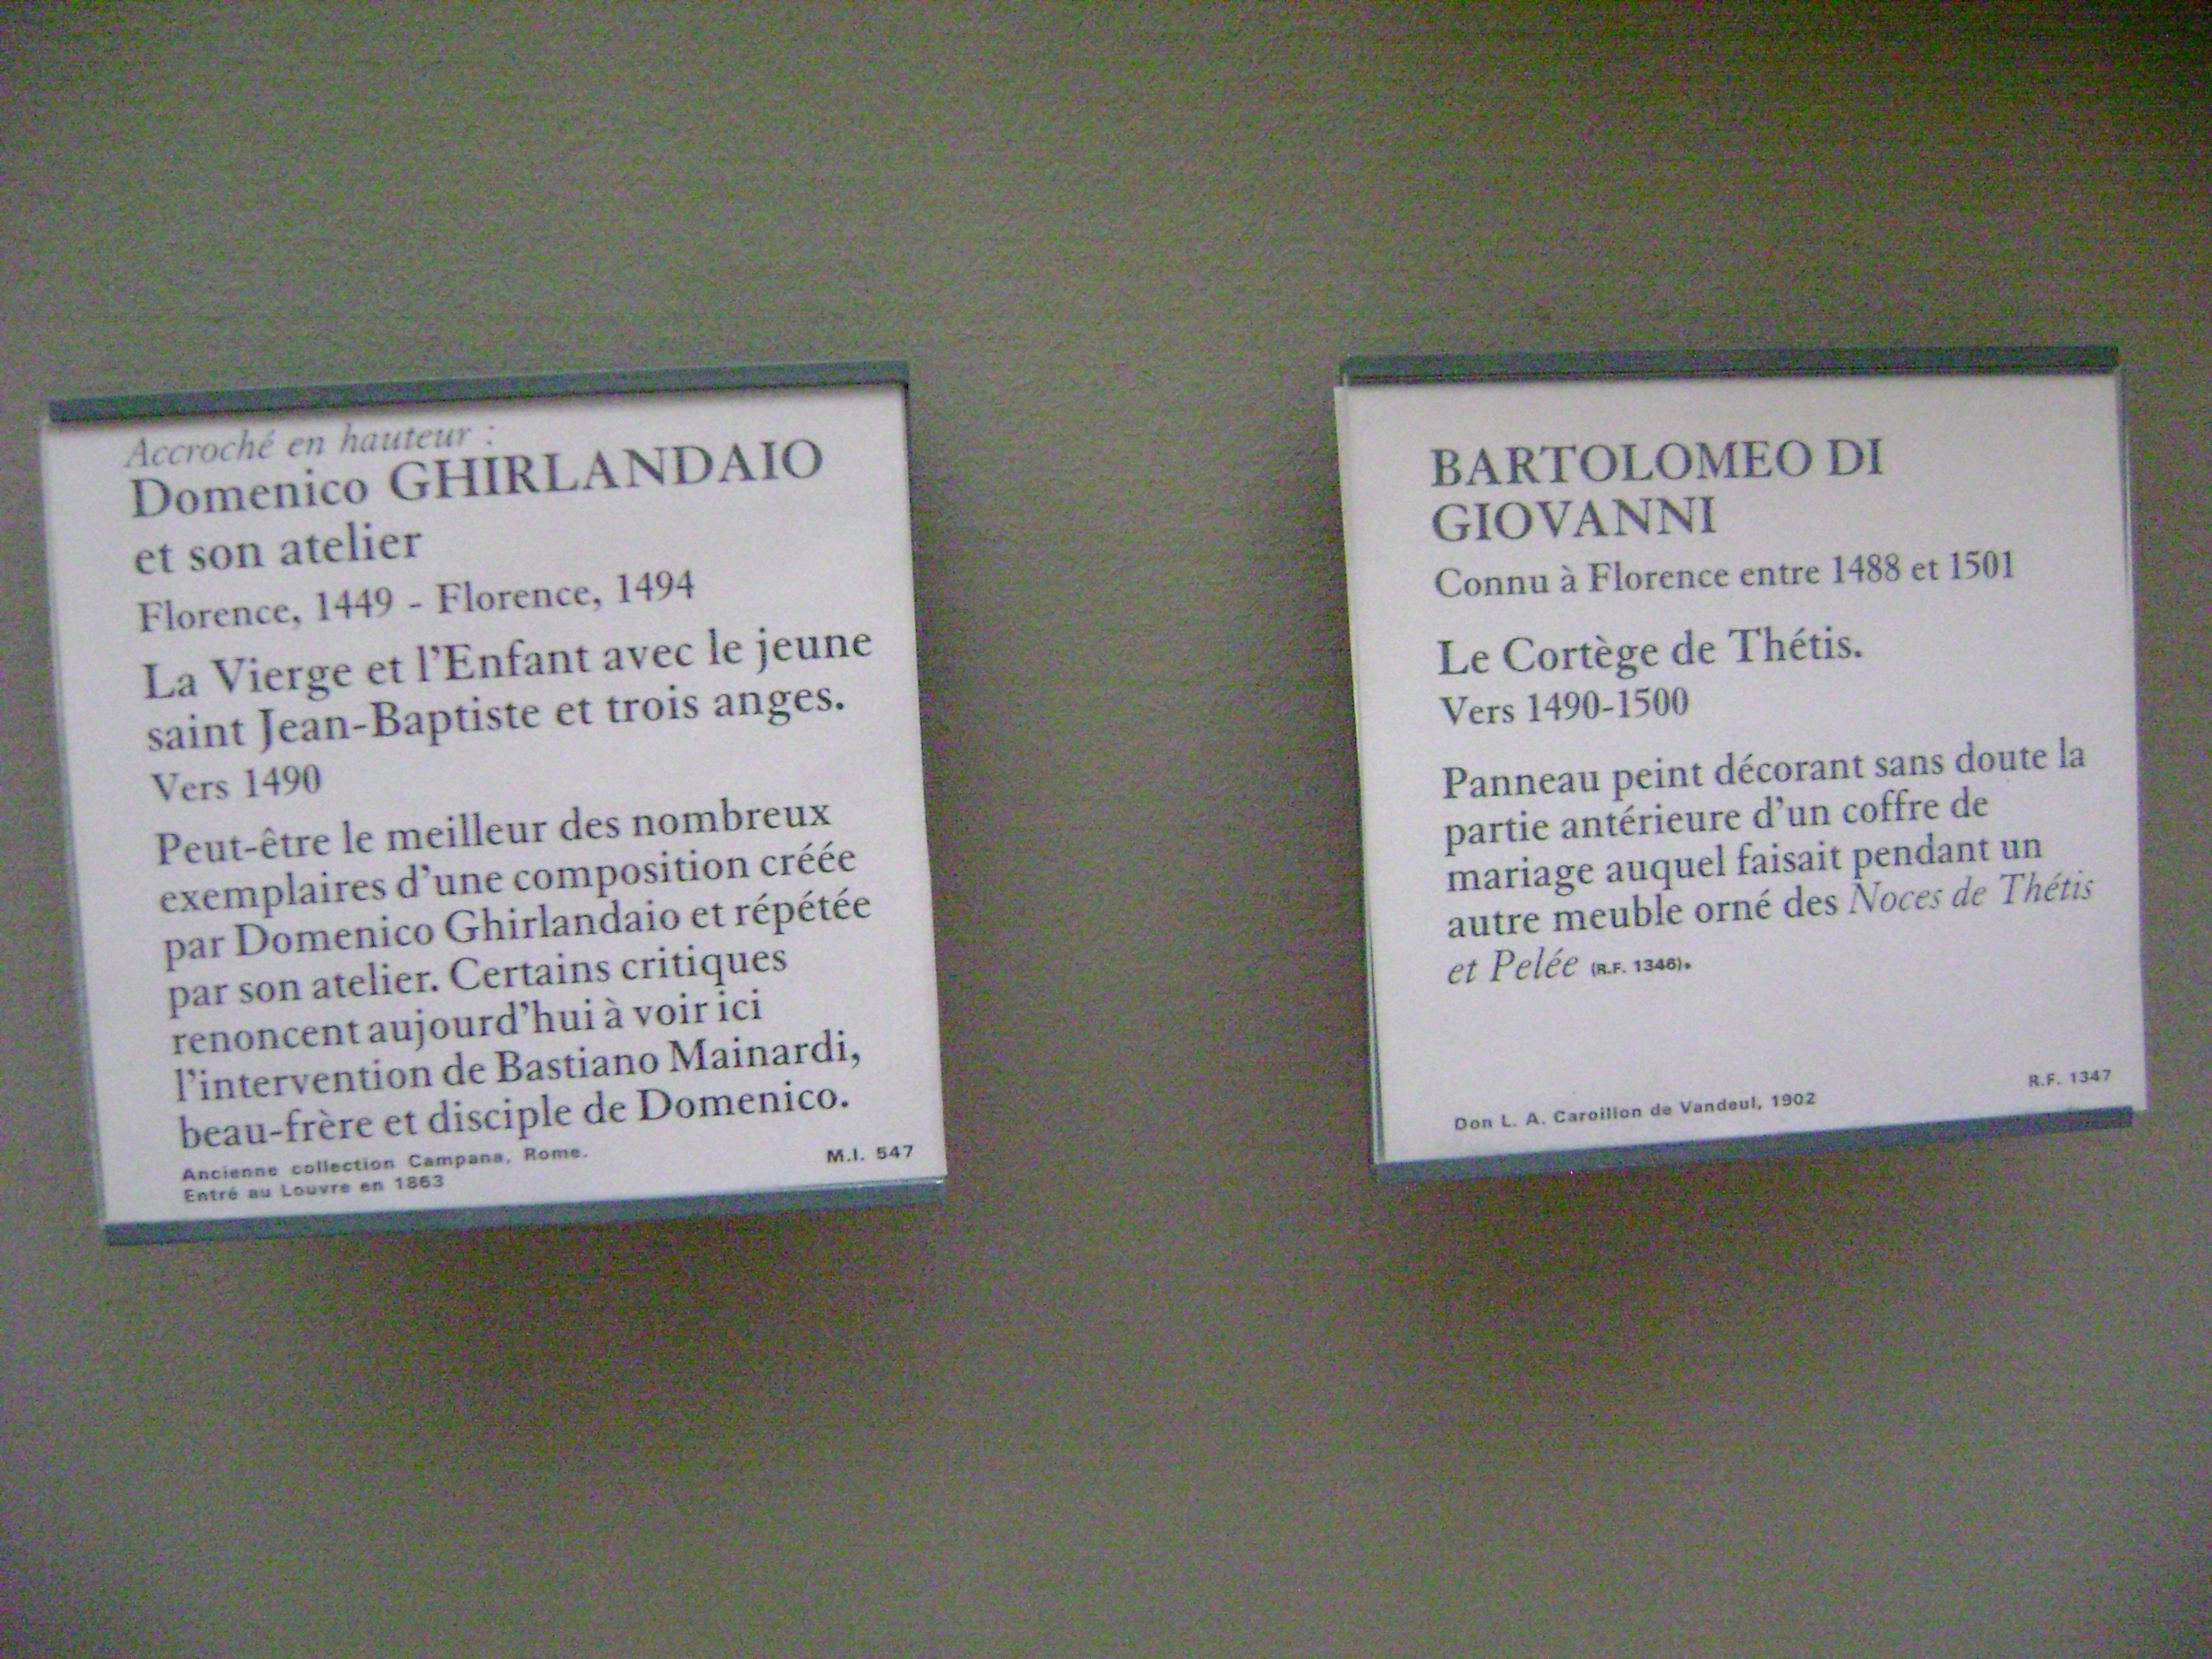 Accroché en hauteur :
Domenico GHIRLANDAIO
et son atelier
Florence, 1449 - Florence, 1494
La Vierge et l'Enfant avec le jeune
saint Jean-Baptiste et trois anges.
Vers 1490
Peut-être le meilleur des nombreux
exemplaires d'une composition créée
par Domenico Ghirlandaio et répétée
par son atelier. Certains critiques
renoncent aujourd'hui à voir ici
l'intervention de Bastiano Mainardi,
beau-frère et disciple de Domenico.
Ancienne collection Campana, Rome.
Entré au Louvre en 1863
M.I. 547
BARTOLOMEO DI
GIOVANNI
Connu à Florence entre 1488 et 1501
Le Cortège de Thétis.
Vers 1490-1500
Panneau peint décorant sans doute la
partie antérieure d'un coffre de
mariage auquel faisait pendant un
autre meuble orné des Noces de Thétis
et Pelée (R.F. 1346).
Don L. A. Caroillon de Vandeul, 1902
R.F. 1347